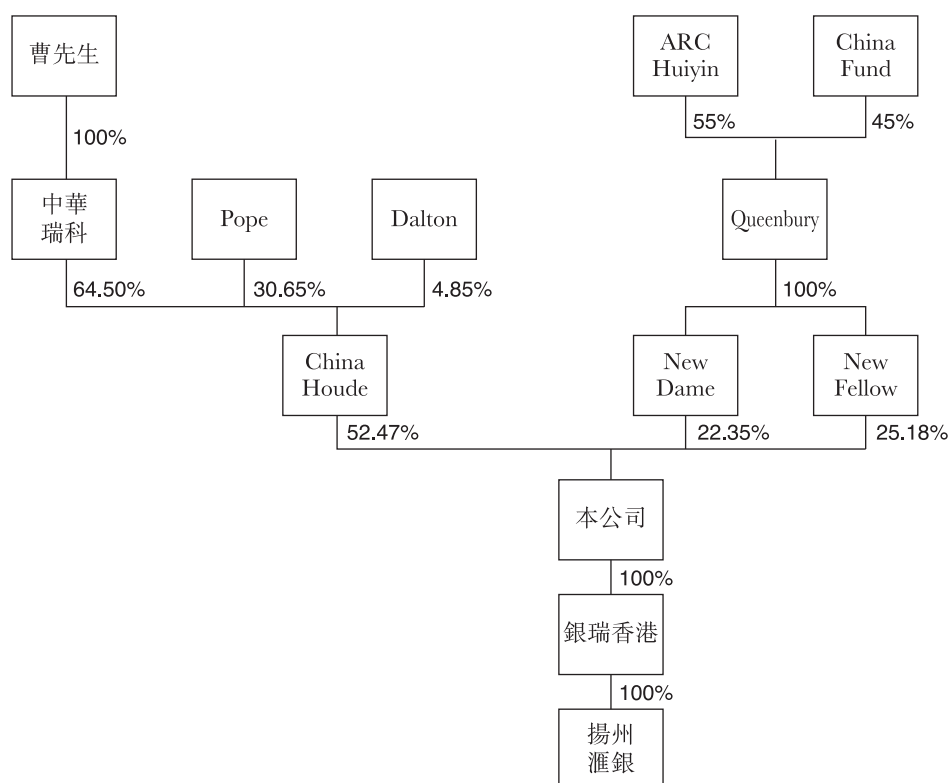 曹先生
ARC
Huiyin
China
Fund
100%
55%
45%
中華
瑞科
Pope
Dalton
Queenbury
64.50%
30.65%
4.85%
100%
China
Houde
New
Dame
New
Fellow
52.47%
22.35%
25.18%
本公司
100%
銀瑞香港
100%
揚州
滙銀